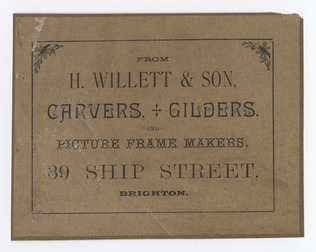 FROM
H. WILLETT & SON,
CARVERS, + GILDERS,
AND
PICTURE FRAME MAKERS,
39 SHIP STREET,
BRIGHTON.